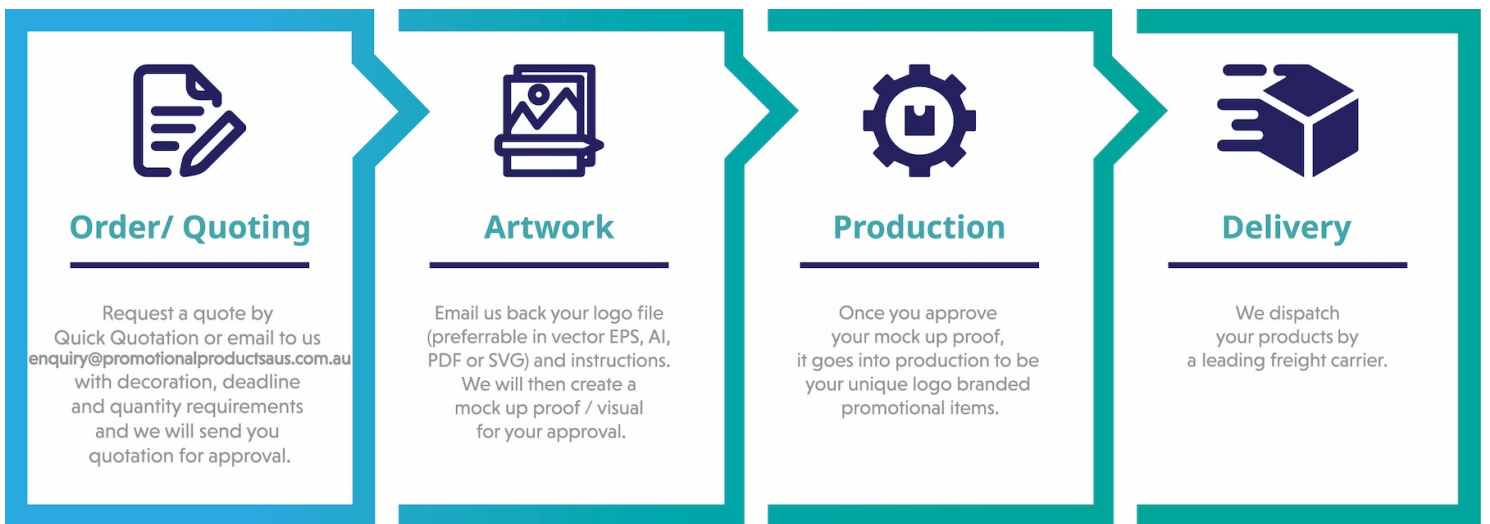 Order/ Quoting
Request a quote by
Quick Quotation or email to us
enquiry@promotionalproductsaus.com.au
with decoration, deadline
and quantity requirements
and we will send you
quotation for approval.
Artwork
Email us back your logo file
(preferrable in vector EPS, AI,
PDF or SVG) and instructions.
We will then create a
mock up proof / visual
for your approval.
Production
Once you approve
your mock up proof,
it goes into production to be
your unique logo branded
promotional items.
Delivery
We dispatch
your products by
a leading freight carrier.